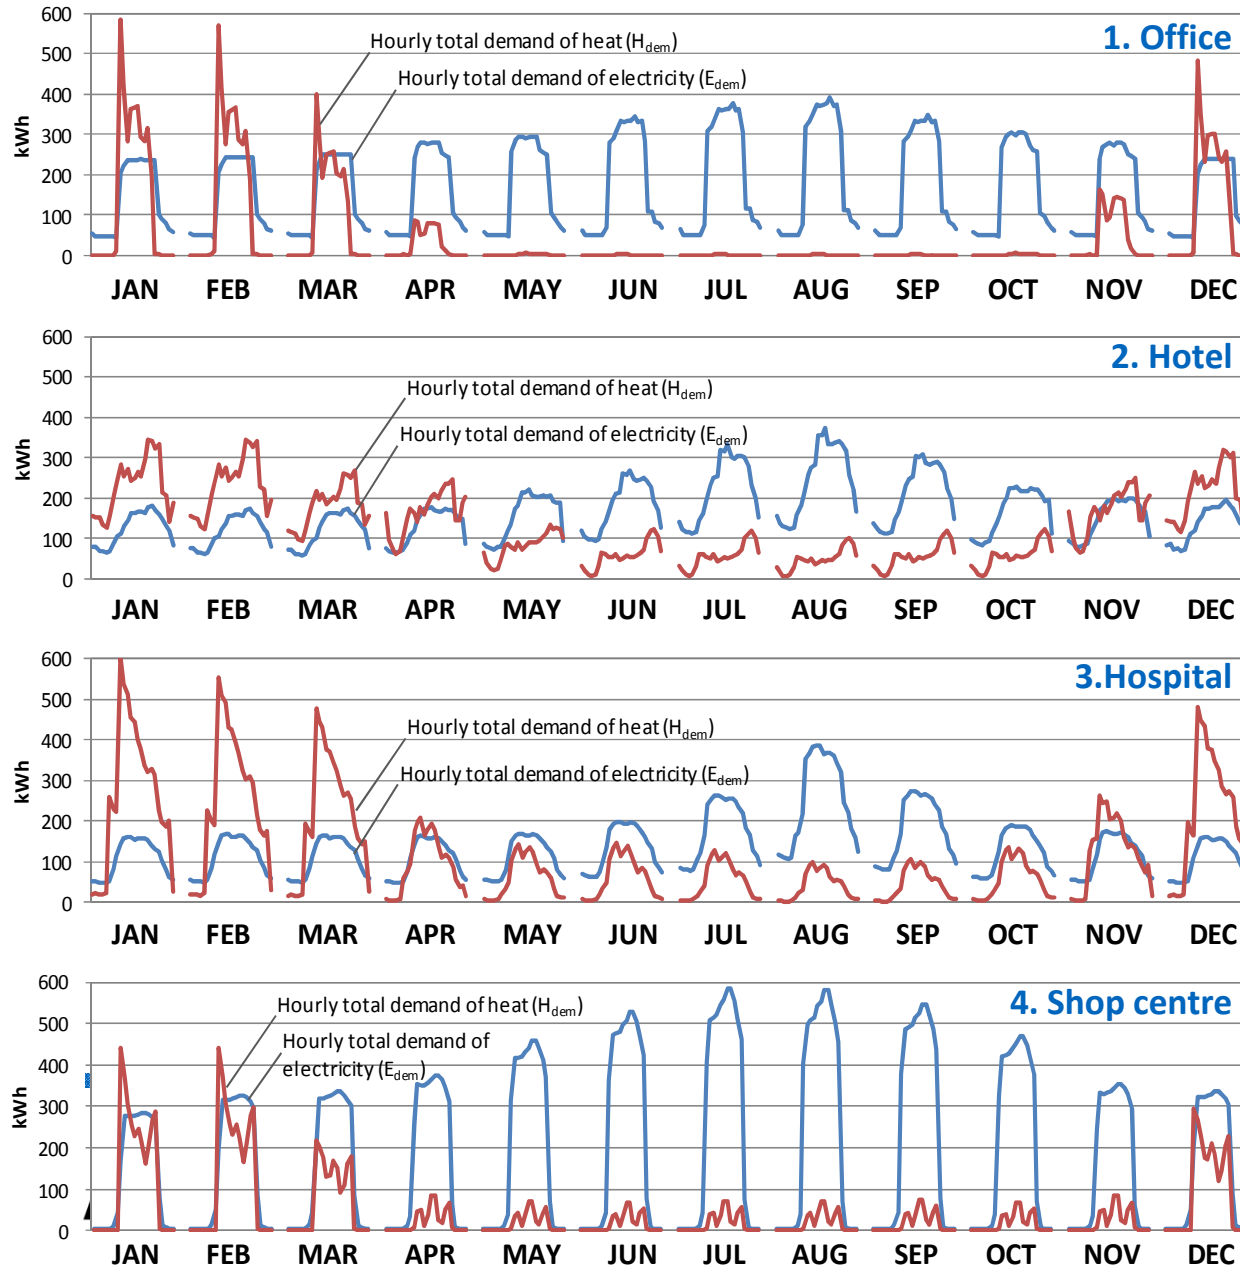 600
1. Office
Hourly total demand of heat (Hdem)
500
Hourly total demand of electricity (Edem)
400
kWh
300
200
100
0
JAN FEB MAR APR MAY JUN JUL AUG SEP OCT NOV DEC
600
2. Hotel
500
Hourly total demand of heat (Hdem)
400
Hourly total demand of electricity (Edem)
kWh
300
200
100
0
JAN FEB MAR APR MAY JUN JUL AUG SEP OCT NOV DEC
600
3.Hospital
500
Hourly total demand of heat (Hdem)
400
Hourly total demand of electricity (Edem)
kWh
300
200
100
0
JAN FEB MAR APR MAY JUN JUL AUG SEP OCT NOV DEC
600
4. Shop centre
Hourly total demand of heat (Hdem)
500
Hourly total demand of
electricity (Edem)
400
kWh
300
200
100
0
JAN FEB MAR APR MAY JUN JUL AUG SEP OCT NOV DEC